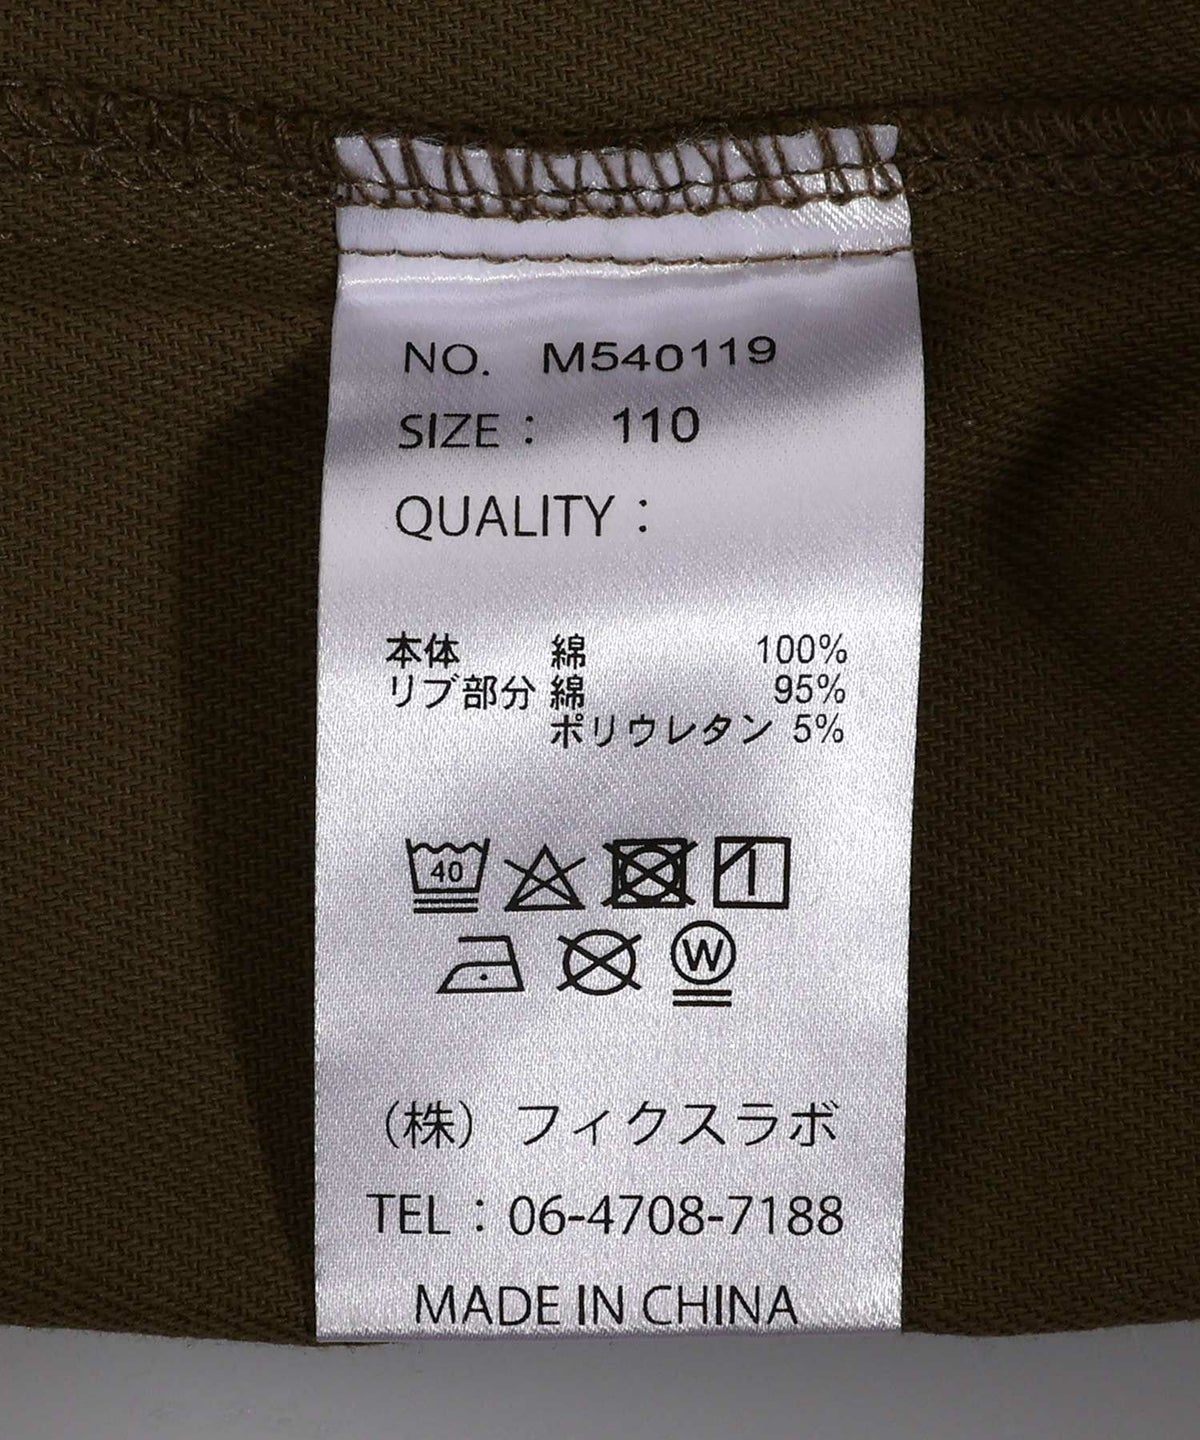 NO. M540119
SIZE： 110
QUALITY：
本体 綿 100%
リブ部分 綿 95%
ポリウレタン 5%
40
W
（株）フィクスラボ
TEL：06-4708-7188
MADE IN CHINA